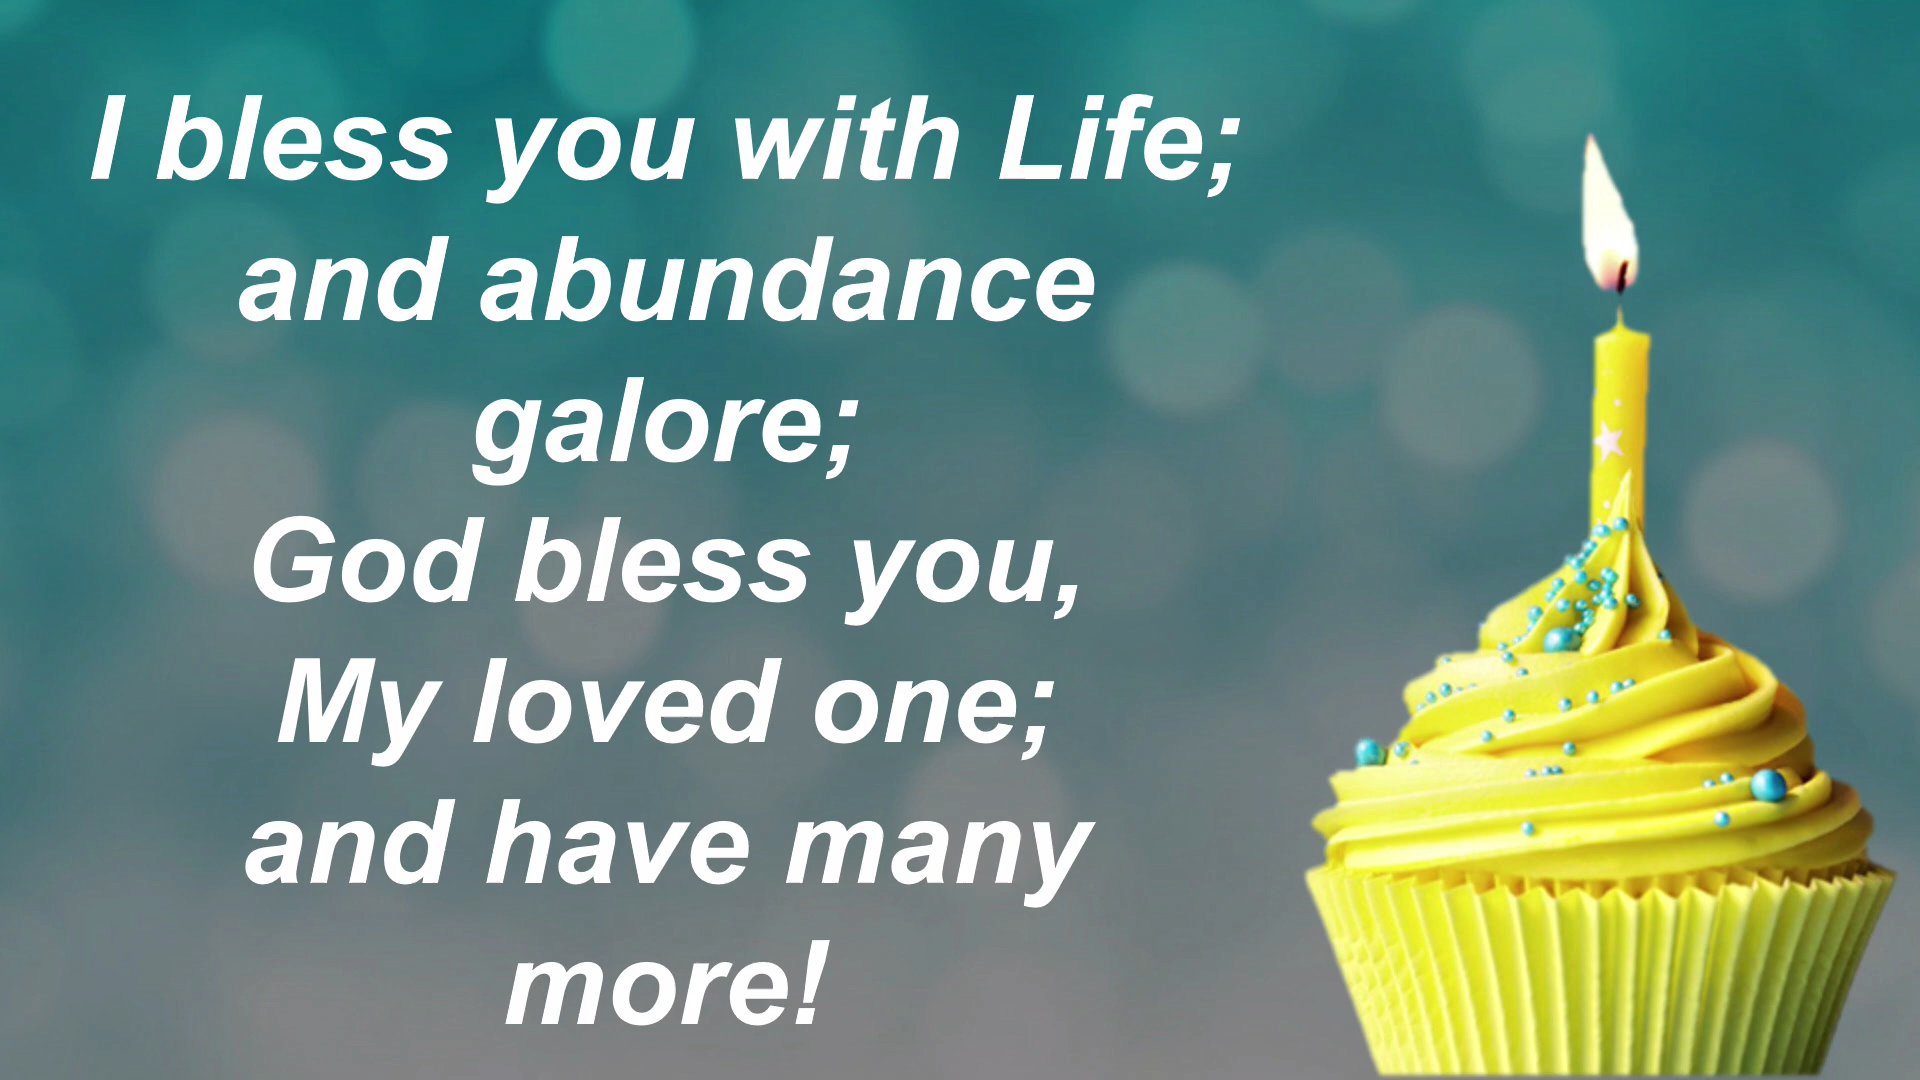 I bless you with Life;
and abundance
galore;
God bless you,
My loved one;
and have many
more!